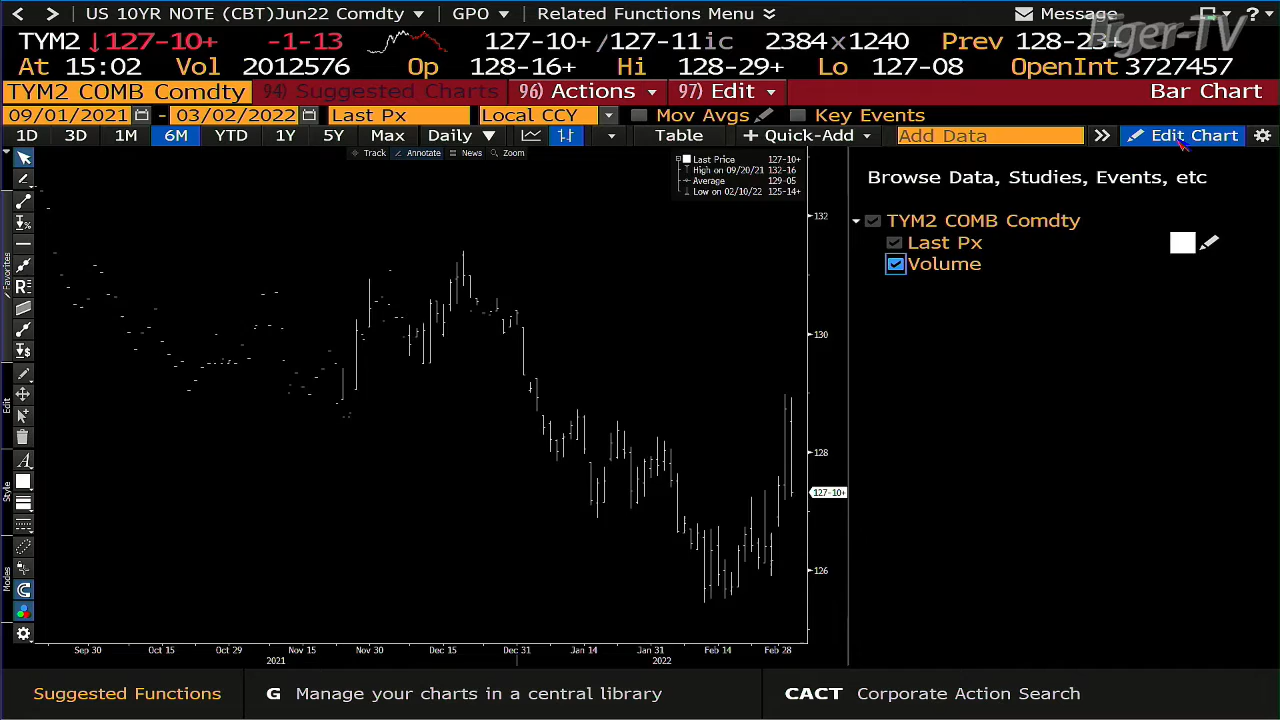 US 10YR NOTE (CBT)Jun22 Comdty GPO Related Functions Menu Message ?
TYM2 ↓127-10+ -1-13 127-10+/127-11ic 2384x1240 Prev 128-23+
Tiger-TV
At 15:02 Vol 2012576 Op 128-16+ Hi 128-29+ Lo 127-08 OpenInt 3727457
TYM2 COMB Comdty 94) Suggested Charts 96) Actions 97) Edit Bar Chart
09/01/2021 - 03/02/2022 Last Px Local CCY Mov Avgs Key Events
1D 3D 1M 6M YTD 1Y 5Y Max Daily Table + Quick-Add Add Data Edit Chart
Track Annotate News Zoom
Last Price 127-10+
High on 09/20/21 132-16
Average 129-05
Low on 02/10/22 125-14+
Browse Data, Studies, Events, etc
TYM2 COMB Comdty
Last Px
Volume
Favorites
Edit
Style
Modes
132
130
128
127-10+
126
Sep 30 Oct 15 Oct 29 Nov 15 Nov 30 Dec 15 Dec 31 Jan 14 Jan 31 Feb 14 Feb 28
2021 2022
Suggested Functions G Manage your charts in a central library CACT Corporate Action Search